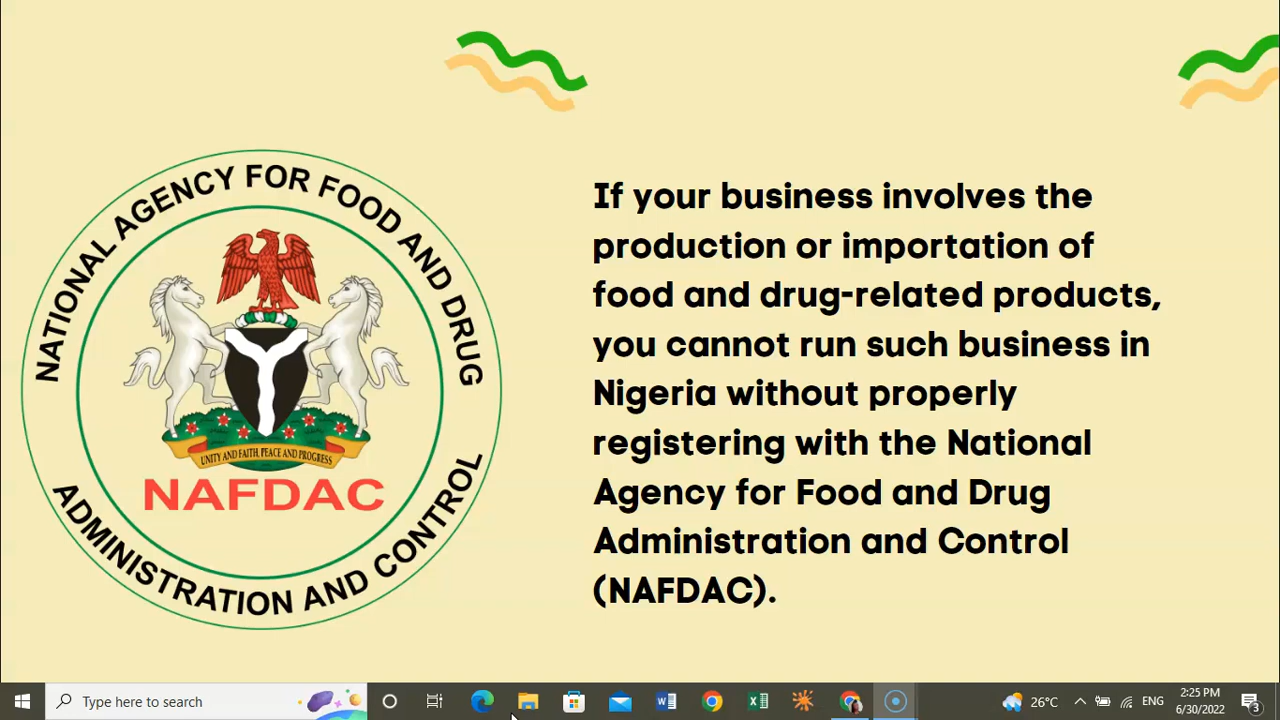 NATIONAL AGENCY FOR FOOD AND DRUG
UNITY AND FAITH, PEACE AND PROGRESS
NAFDAC
ADMINISTRATION AND CONTROL
If your business involves the
production or importation of
food and drug-related products,
you cannot run such business in
Nigeria without properly
registering with the National
Agency for Food and Drug
Administration and Control
(NAFDAC).
Type here to search
26°C
ENG
2:25 PM
6/30/2022
3